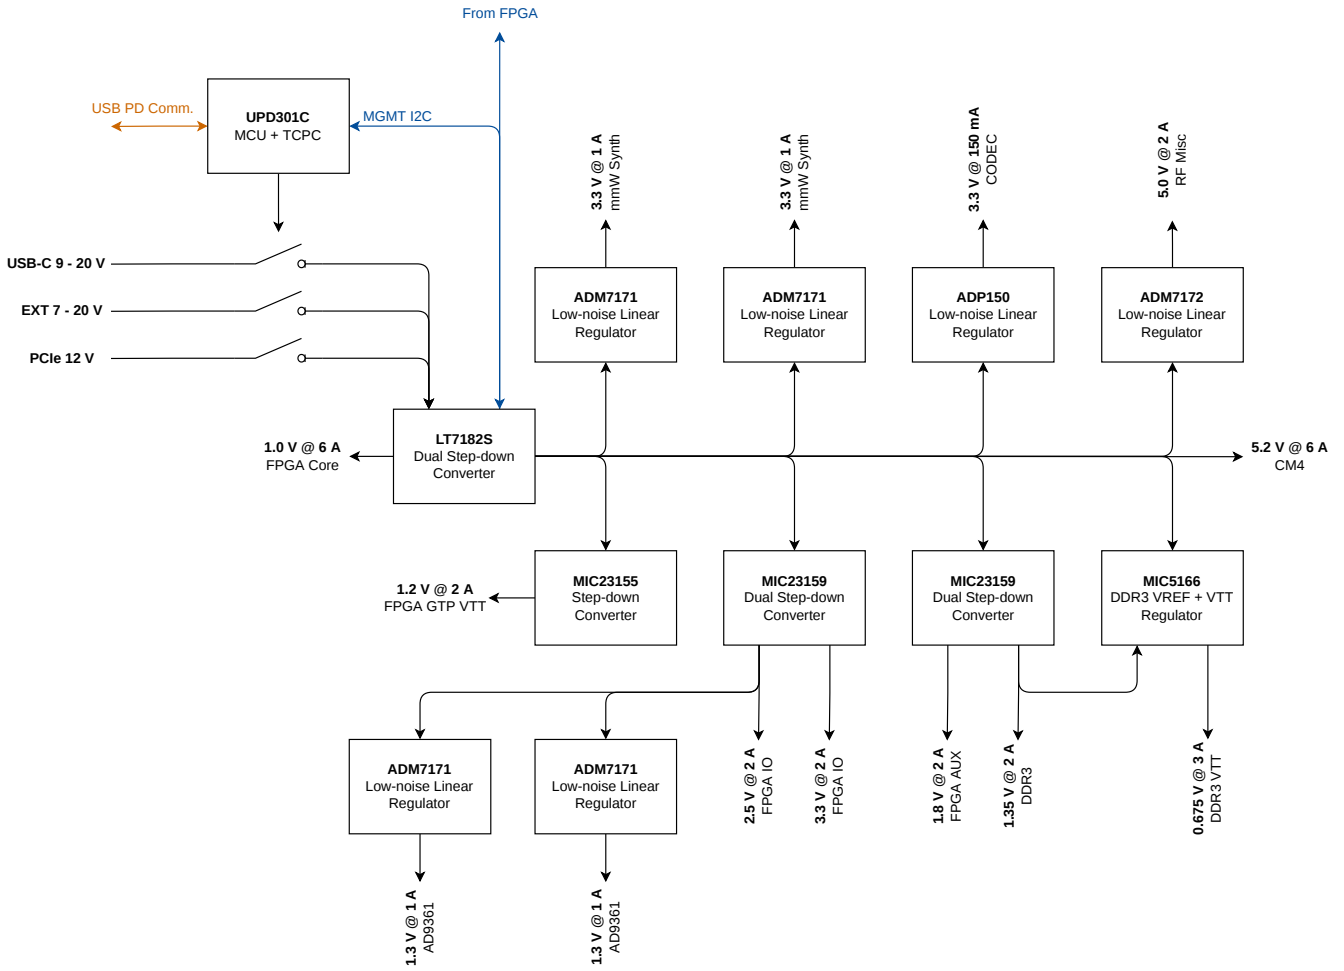 From FPGA
USB PD Comm.
UPD301C
MCU + TCPC
MGMT I2C
3.3 V @ 1 A
mmW Synth
3.3 V @ 1 A
mmW Synth
3.3 V @ 150 mA
CODEC
5.0 V @ 2 A
RF Misc
USB-C 9 - 20 V
EXT 7 - 20 V
PCIe 12 V
ADM7171
Low-noise Linear
Regulator
ADM7171
Low-noise Linear
Regulator
ADP150
Low-noise Linear
Regulator
ADM7172
Low-noise Linear
Regulator
1.0 V @ 6 A
FPGA Core
LT7182S
Dual Step-down
Converter
5.2 V @ 6 A
CM4
1.2 V @ 2 A
FPGA GTP VTT
MIC23155
Step-down
Converter
MIC23159
Dual Step-down
Converter
MIC23159
Dual Step-down
Converter
MIC5166
DDR3 VREF + VTT
Regulator
ADM7171
Low-noise Linear
Regulator
ADM7171
Low-noise Linear
Regulator
2.5 V @ 2 A
FPGA IO
3.3 V @ 2 A
FPGA IO
1.8 V @ 2 A
FPGA AUX
1.35 V @ 2 A
DDR3
0.675 V @ 3 A
DDR3 VTT
1.3 V @ 1 A
AD9361
1.3 V @ 1 A
AD9361